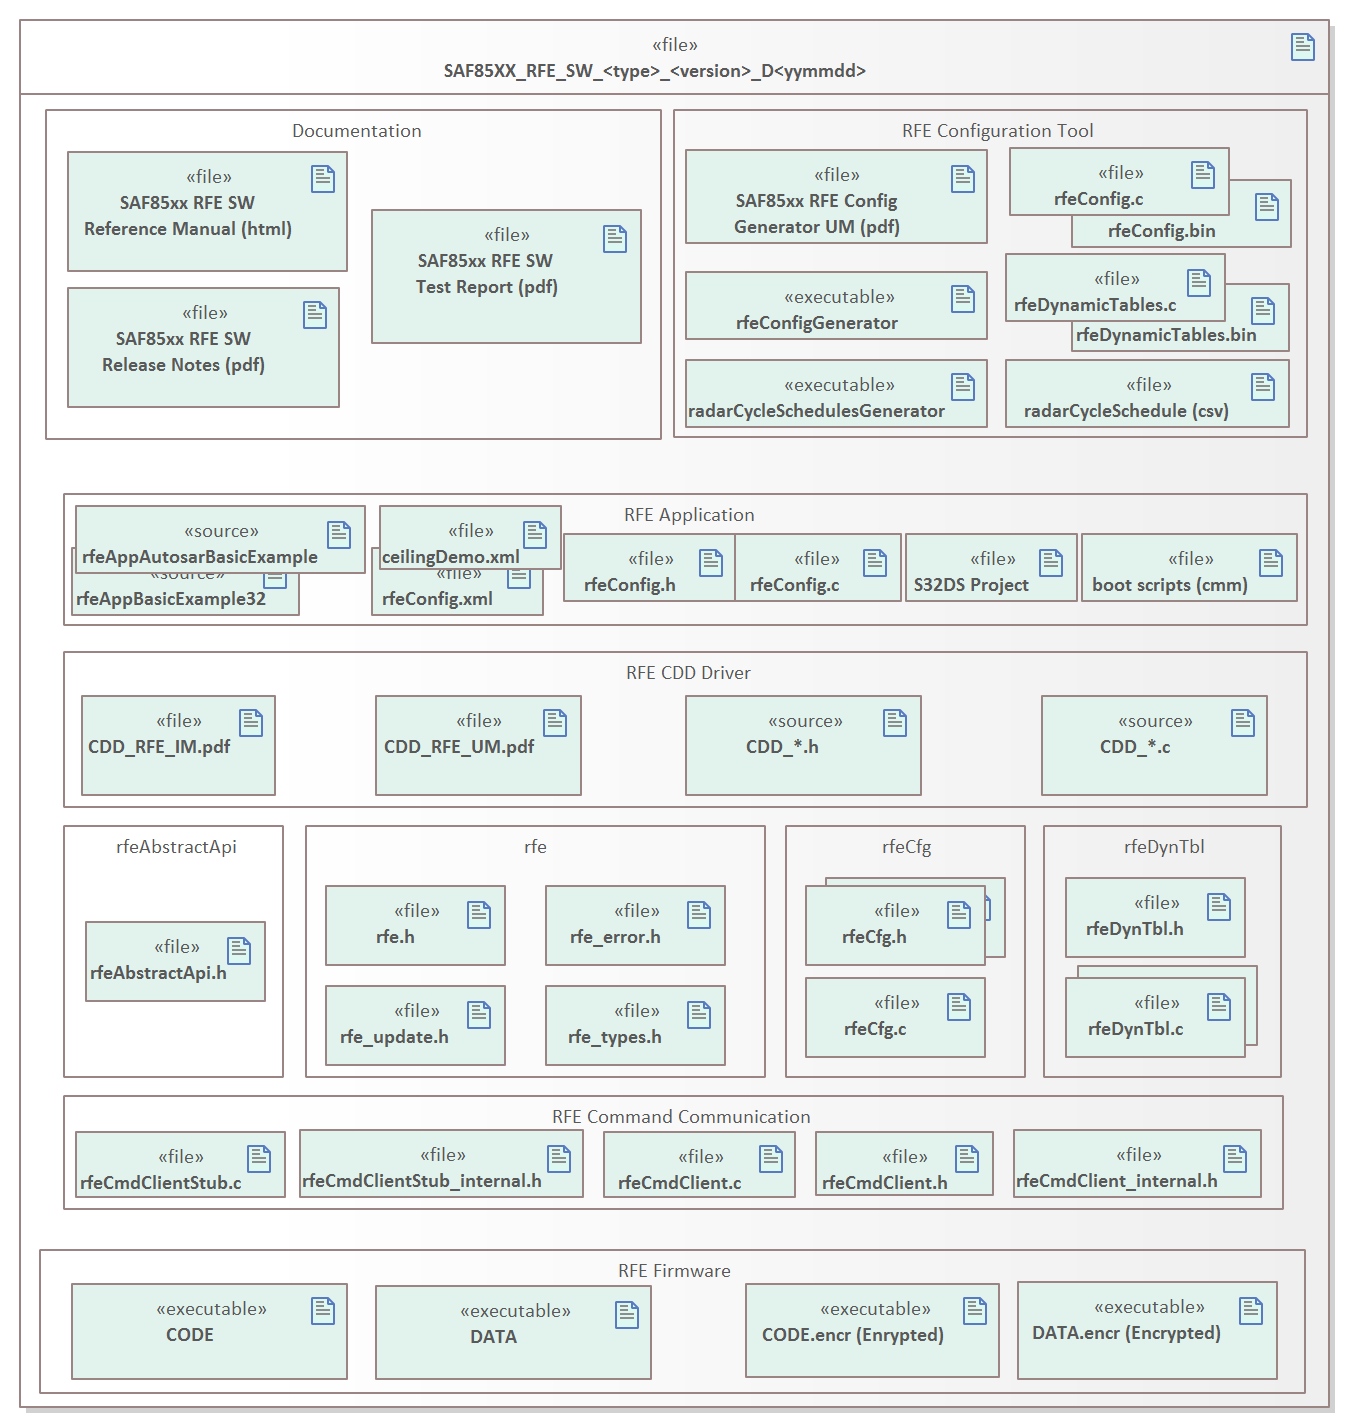 «file»
SAF85XX_RFE_SW_<type>_<version>_D<yymmdd>
Documentation
«file»
SAF85xx RFE SW
Reference Manual (html)
«file»
SAF85xx RFE SW
Test Report (pdf)
«file»
SAF85xx RFE SW
Release Notes (pdf)
RFE Configuration Tool
«file»
SAF85xx RFE Config
Generator UM (pdf)
«file»
rfeConfig.c
rfeConfig.bin
«executable»
rfeConfigGenerator
«file»
rfeDynamicTables.c
rfeDynamicTables.bin
«executable»
radarCycleSchedulesGenerator
«file»
radarCycleSchedule (csv)
RFE Application
«source»
rfeAppAutosarBasicExample
«source»
rfeAppBasicExample32
«file»
ceilingDemo.xml
«file»
rfeConfig.xml
«file»
rfeConfig.h
«file»
rfeConfig.c
«file»
S32DS Project
«file»
boot scripts (cmm)
RFE CDD Driver
«file»
CDD_RFE_IM.pdf
«file»
CDD_RFE_UM.pdf
«source»
CDD_*.h
«source»
CDD_*.c
rfeAbstractApi
«file»
rfeAbstractApi.h
rfe
«file»
rfe.h
«file»
rfe_error.h
«file»
rfe_update.h
«file»
rfe_types.h
rfeCfg
«file»
rfeCfg.h
«file»
rfeCfg.c
rfeDynTbl
«file»
rfeDynTbl.h
«file»
rfeDynTbl.c
RFE Command Communication
«file»
rfeCmdClientStub.c
«file»
rfeCmdClientStub_internal.h
«file»
rfeCmdClient.c
«file»
rfeCmdClient.h
«file»
rfeCmdClient_internal.h
RFE Firmware
«executable»
CODE
«executable»
DATA
«executable»
CODE.encr (Enrypted)
«executable»
DATA.encr (Encrypted)